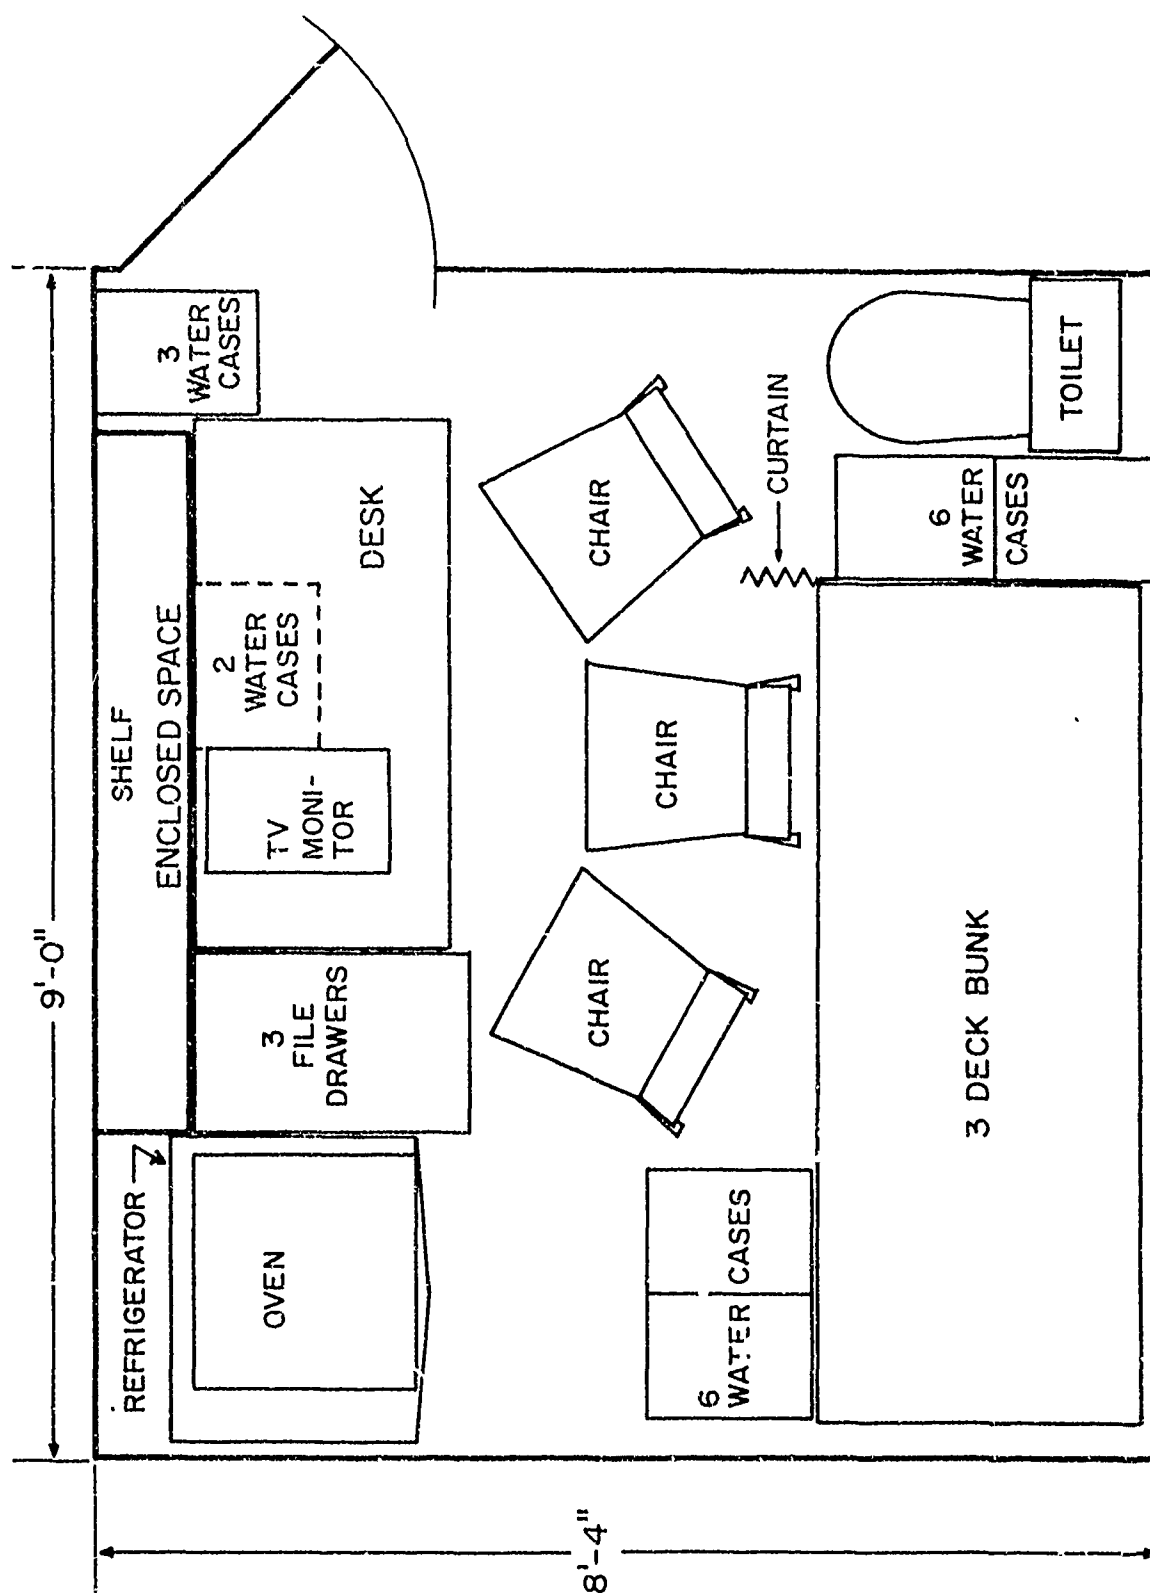 9'-0"
8'-4"
REFRIGERATOR
OVEN
SHELF
ENCLOSED SPACE
3
FILE
DRAWERS
TV
MONI-
TOR
2
WATER
CASES
DESK
3
WATER
CASES
CHAIR
CHAIR
CHAIR
CURTAIN
6
WATER CASES
3 DECK BUNK
6
WATER
CASES
TOILET